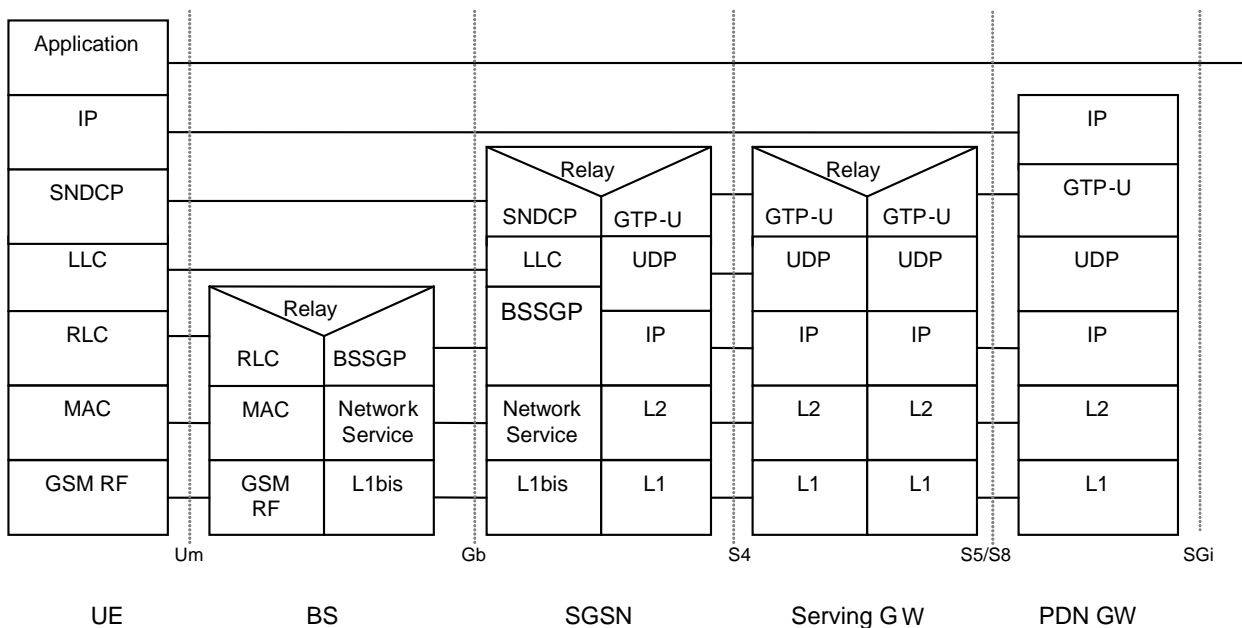 Application
IP
IP
Relay
Relay
SNDCP
GTP-U
SNDCP
GTP-U
GTP-U
GTP-U
LLC
LLC
UDP
UDP
UDP
UDP
Relay
BSSGP
RLC
IP
IP
IP
IP
RLC
BSSGP
MAC
MAC
Network
Service
Network
Service
L2
L2
L2
L2
GSM RF
GSM
RF
L1bis
L1bis
L1
L1
L1
L1
Um
Gb
S4
S5/S8
SGi
UE
BS
SGSN
Serving GW
PDN GW